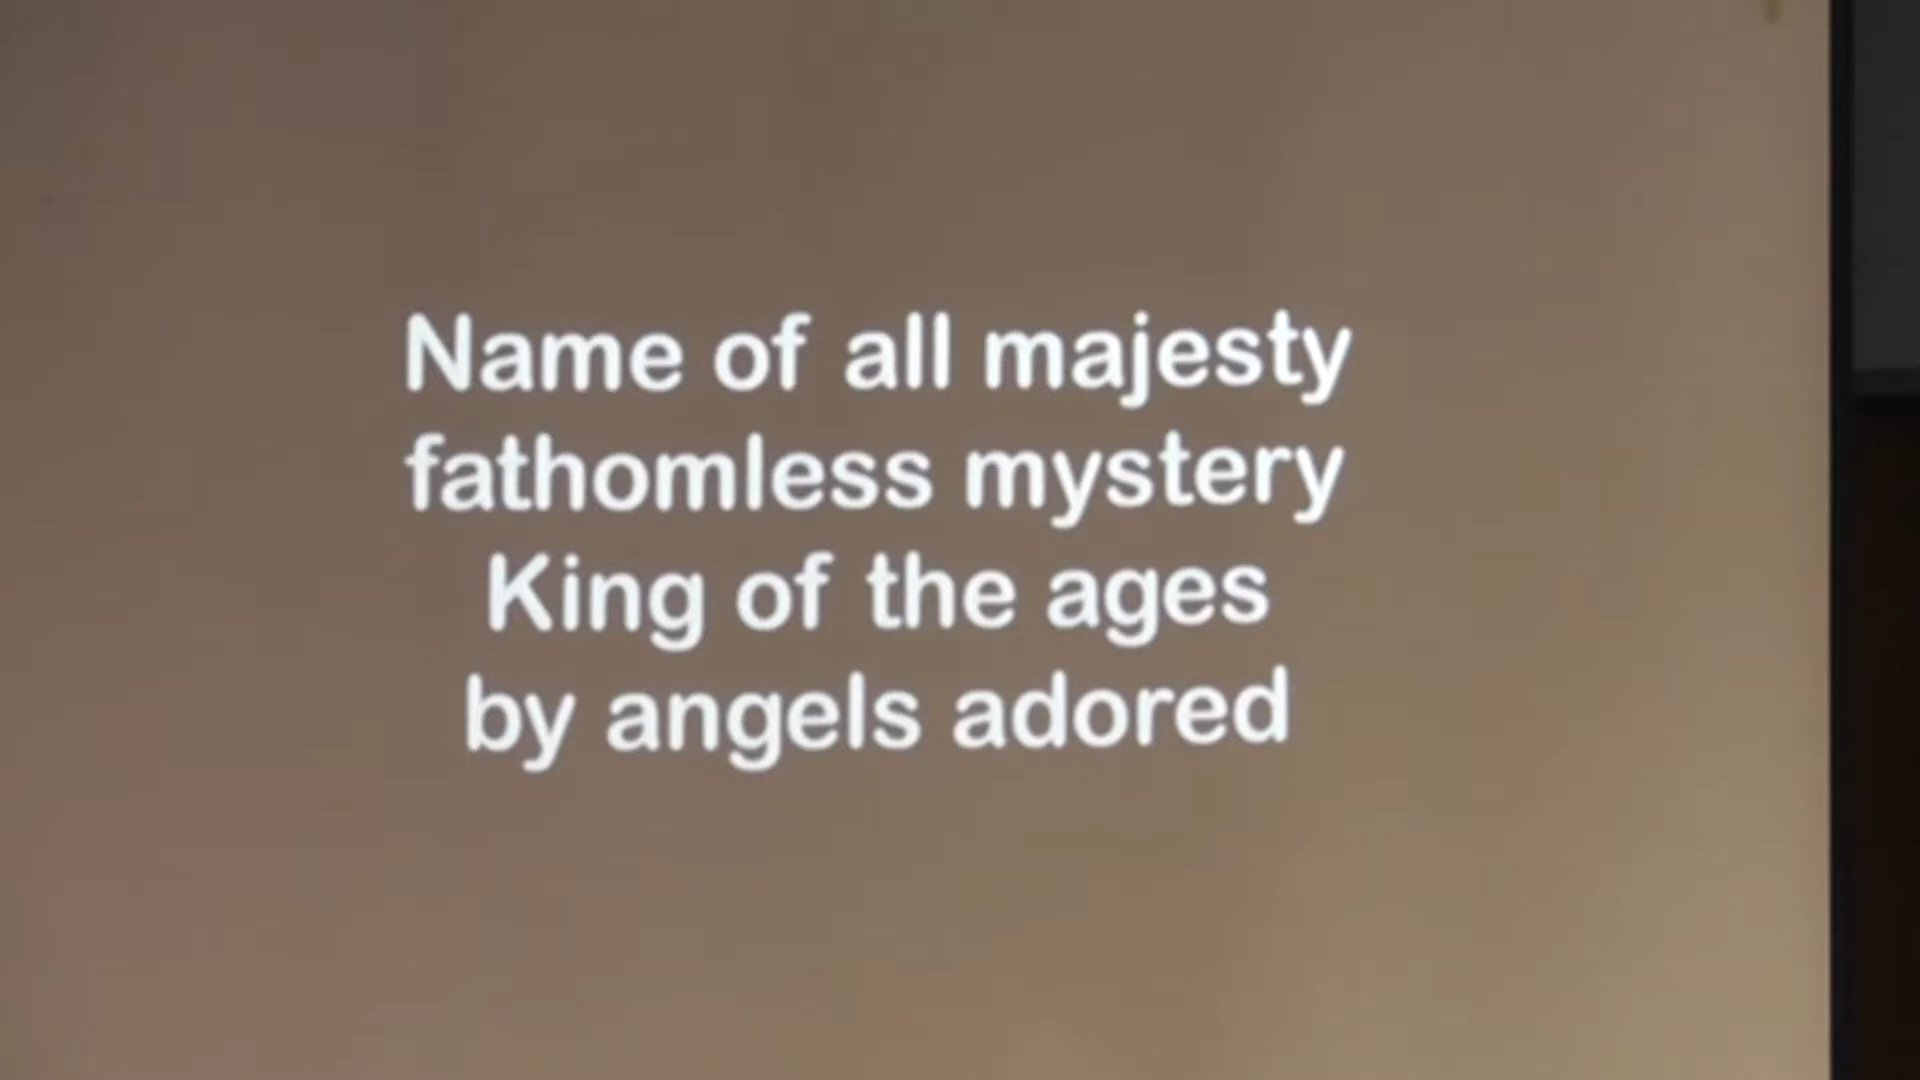 Name of all majesty
fathomless mystery
King of the ages
by angels adored